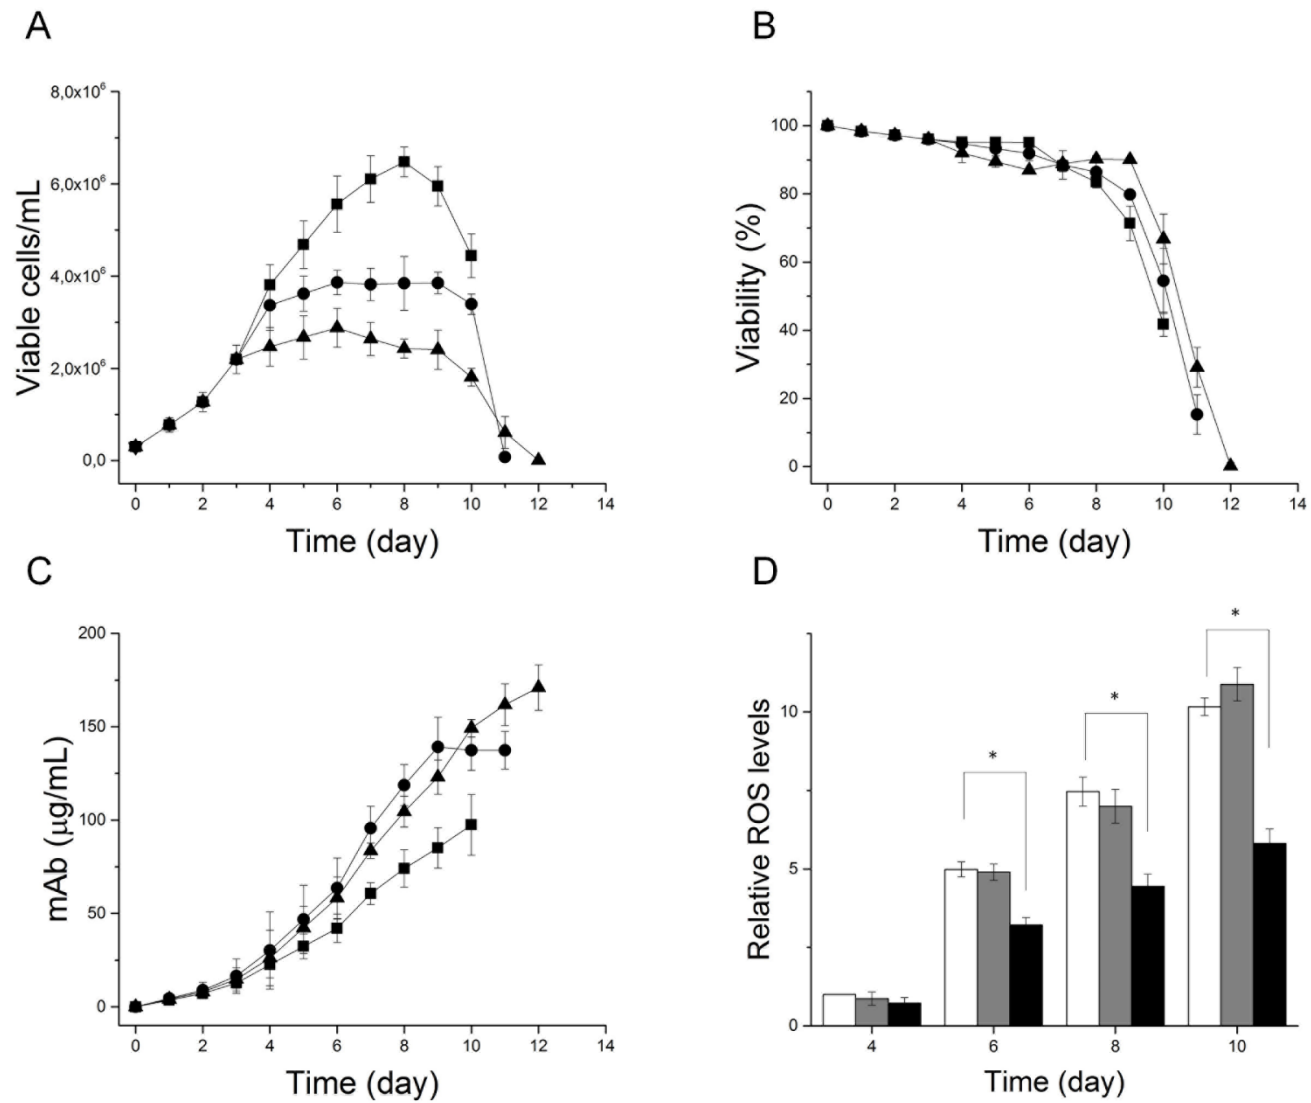 A
8,0x10⁶
6,0x10⁶
4,0x10⁶
2,0x10⁶
0,0
Viable cells/mL
0 2 4 6 8 10 12 14
Time (day)
B
100
80
60
40
20
0
Viability (%)
0 2 4 6 8 10 12 14
Time (day)
C
200
150
100
50
0
mAb (μg/mL)
0 2 4 6 8 10 12 14
Time (day)
D
10
5
0
Relative ROS levels
*
*
*
4 6 8 10
Time (day)